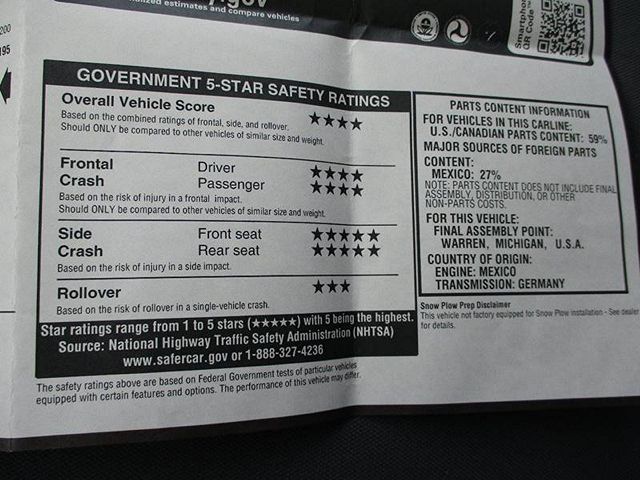 estimates and compare vehicles
.gov
Smartphone
QR Code™
200
195
GOVERNMENT 5-STAR SAFETY RATINGS
Overall Vehicle Score ★★★★
Based on the combined ratings of frontal, side, and rollover.
Should ONLY be compared to other vehicles of similar size and weight.
Frontal Driver ★★★★
Crash Passenger ★★★★
Based on the risk of injury in a frontal impact.
Should ONLY be compared to other vehicles of similar size and weight.
Side Front seat ★★★★★
Crash Rear seat ★★★★★
Based on the risk of injury in a side impact.
Rollover ★★★
Based on the risk of rollover in a single-vehicle crash.
Star ratings range from 1 to 5 stars (★★★★★) with 5 being the highest.
Source: National Highway Traffic Safety Administration (NHTSA)
www.safercar.gov or 1-888-327-4236
The safety ratings above are based on Federal Government tests of particular vehicles
equipped with certain features and options. The performance of this vehicle may differ.
PARTS CONTENT INFORMATION
FOR VEHICLES IN THIS CARLINE:
U.S./CANADIAN PARTS CONTENT: 59%
MAJOR SOURCES OF FOREIGN PARTS
CONTENT:
MEXICO: 27%
NOTE: PARTS CONTENT DOES NOT INCLUDE FINAL
ASSEMBLY, DISTRIBUTION, OR OTHER
NON-PARTS COSTS.
FOR THIS VEHICLE:
FINAL ASSEMBLY POINT:
WARREN, MICHIGAN, U.S.A.
COUNTRY OF ORIGIN:
ENGINE: MEXICO
TRANSMISSION: GERMANY
Snow Plow Prep Disclaimer
This vehicle not factory equipped for Snow Plow installation - See dealer
for details.